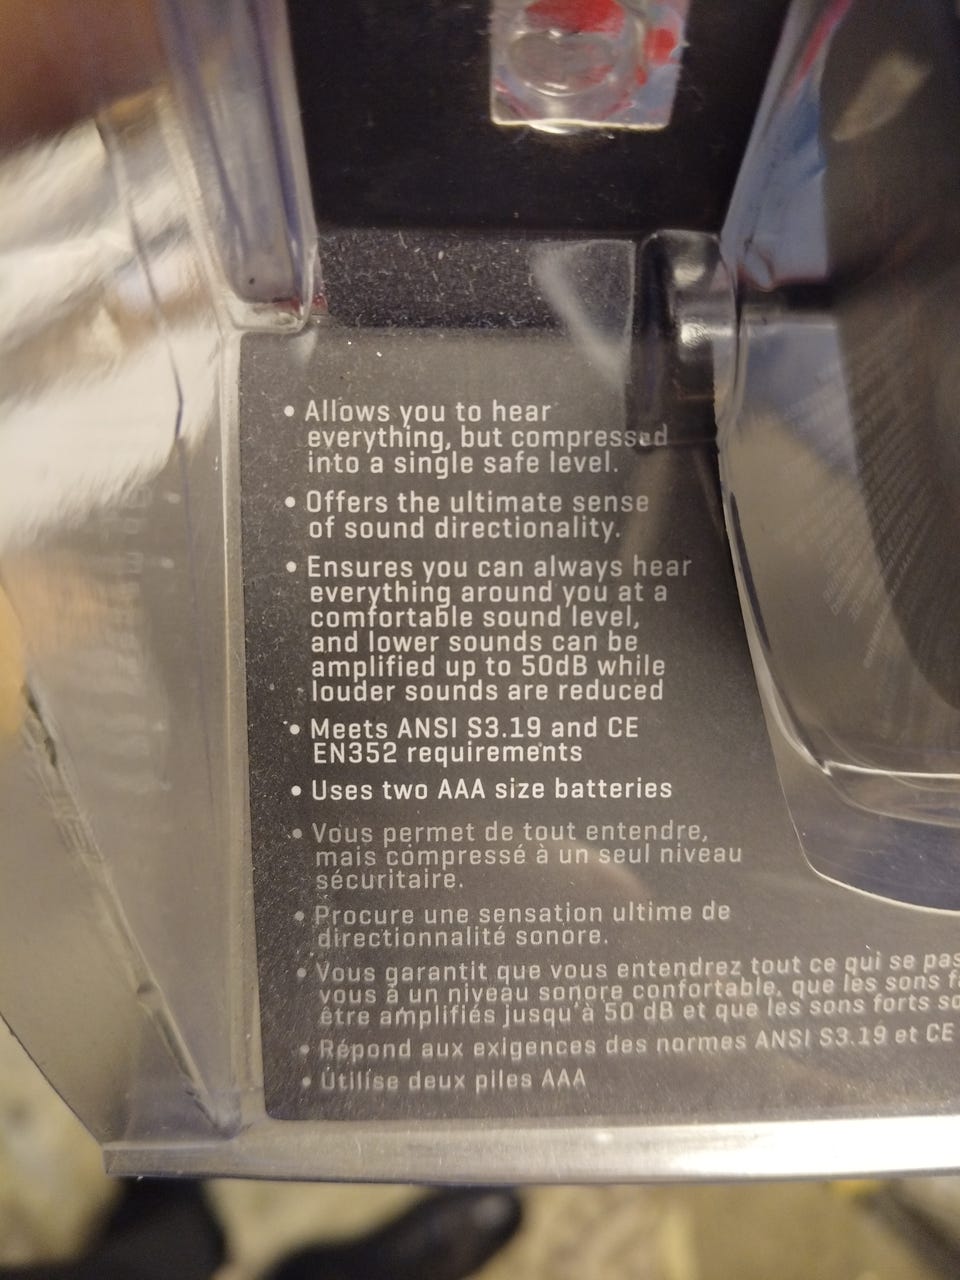 • Allows you to hear
everything, but compressed
into a single safe level.
• Offers the ultimate sense
of sound directionality.
• Ensures you can always hear
everything around you at a
comfortable sound level,
and lower sounds can be
amplified up to 50dB while
louder sounds are reduced
• Meets ANSI S3.19 and CE
EN352 requirements
• Uses two AAA size batteries
• Vous permet de tout entendre,
mais compressé à un seul niveau
sécuritaire.
• Procure une sensation ultime de
directionnalité sonore.
• Vous garantit que vous entendrez tout ce qui se pas
vous à un niveau sonore confortable, que les sons
être amplifiés jusqu'à 50 dB et que les sons forts
• Répond aux exigences des normes ANSI S3.19 et CE
• Utilise deux piles AAA